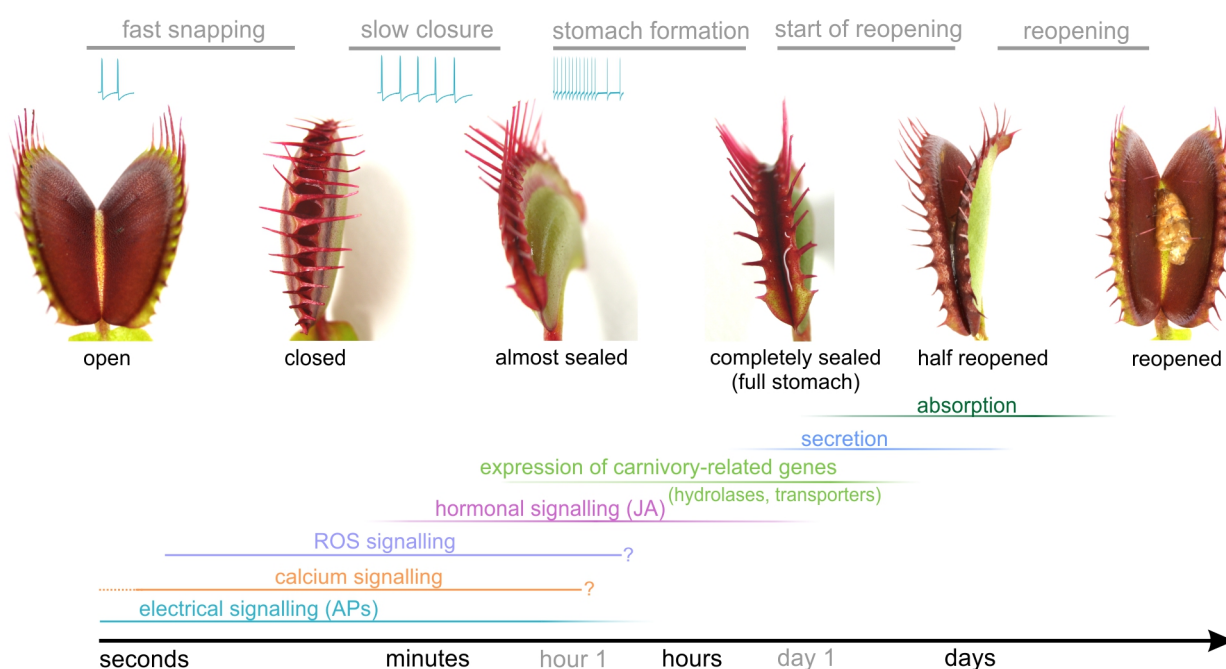 fast snapping
slow closure
stomach formation
start of reopening
reopening
open
closed
almost sealed
completely sealed
(full stomach)
half reopened
reopened
absorption
secretion
expression of carnivory-related genes
(hydrolases, transporters)
hormonal signalling (JA)
ROS signalling
?
calcium signalling
?
electrical signalling (APs)
seconds
minutes
hour 1
hours
day 1
days